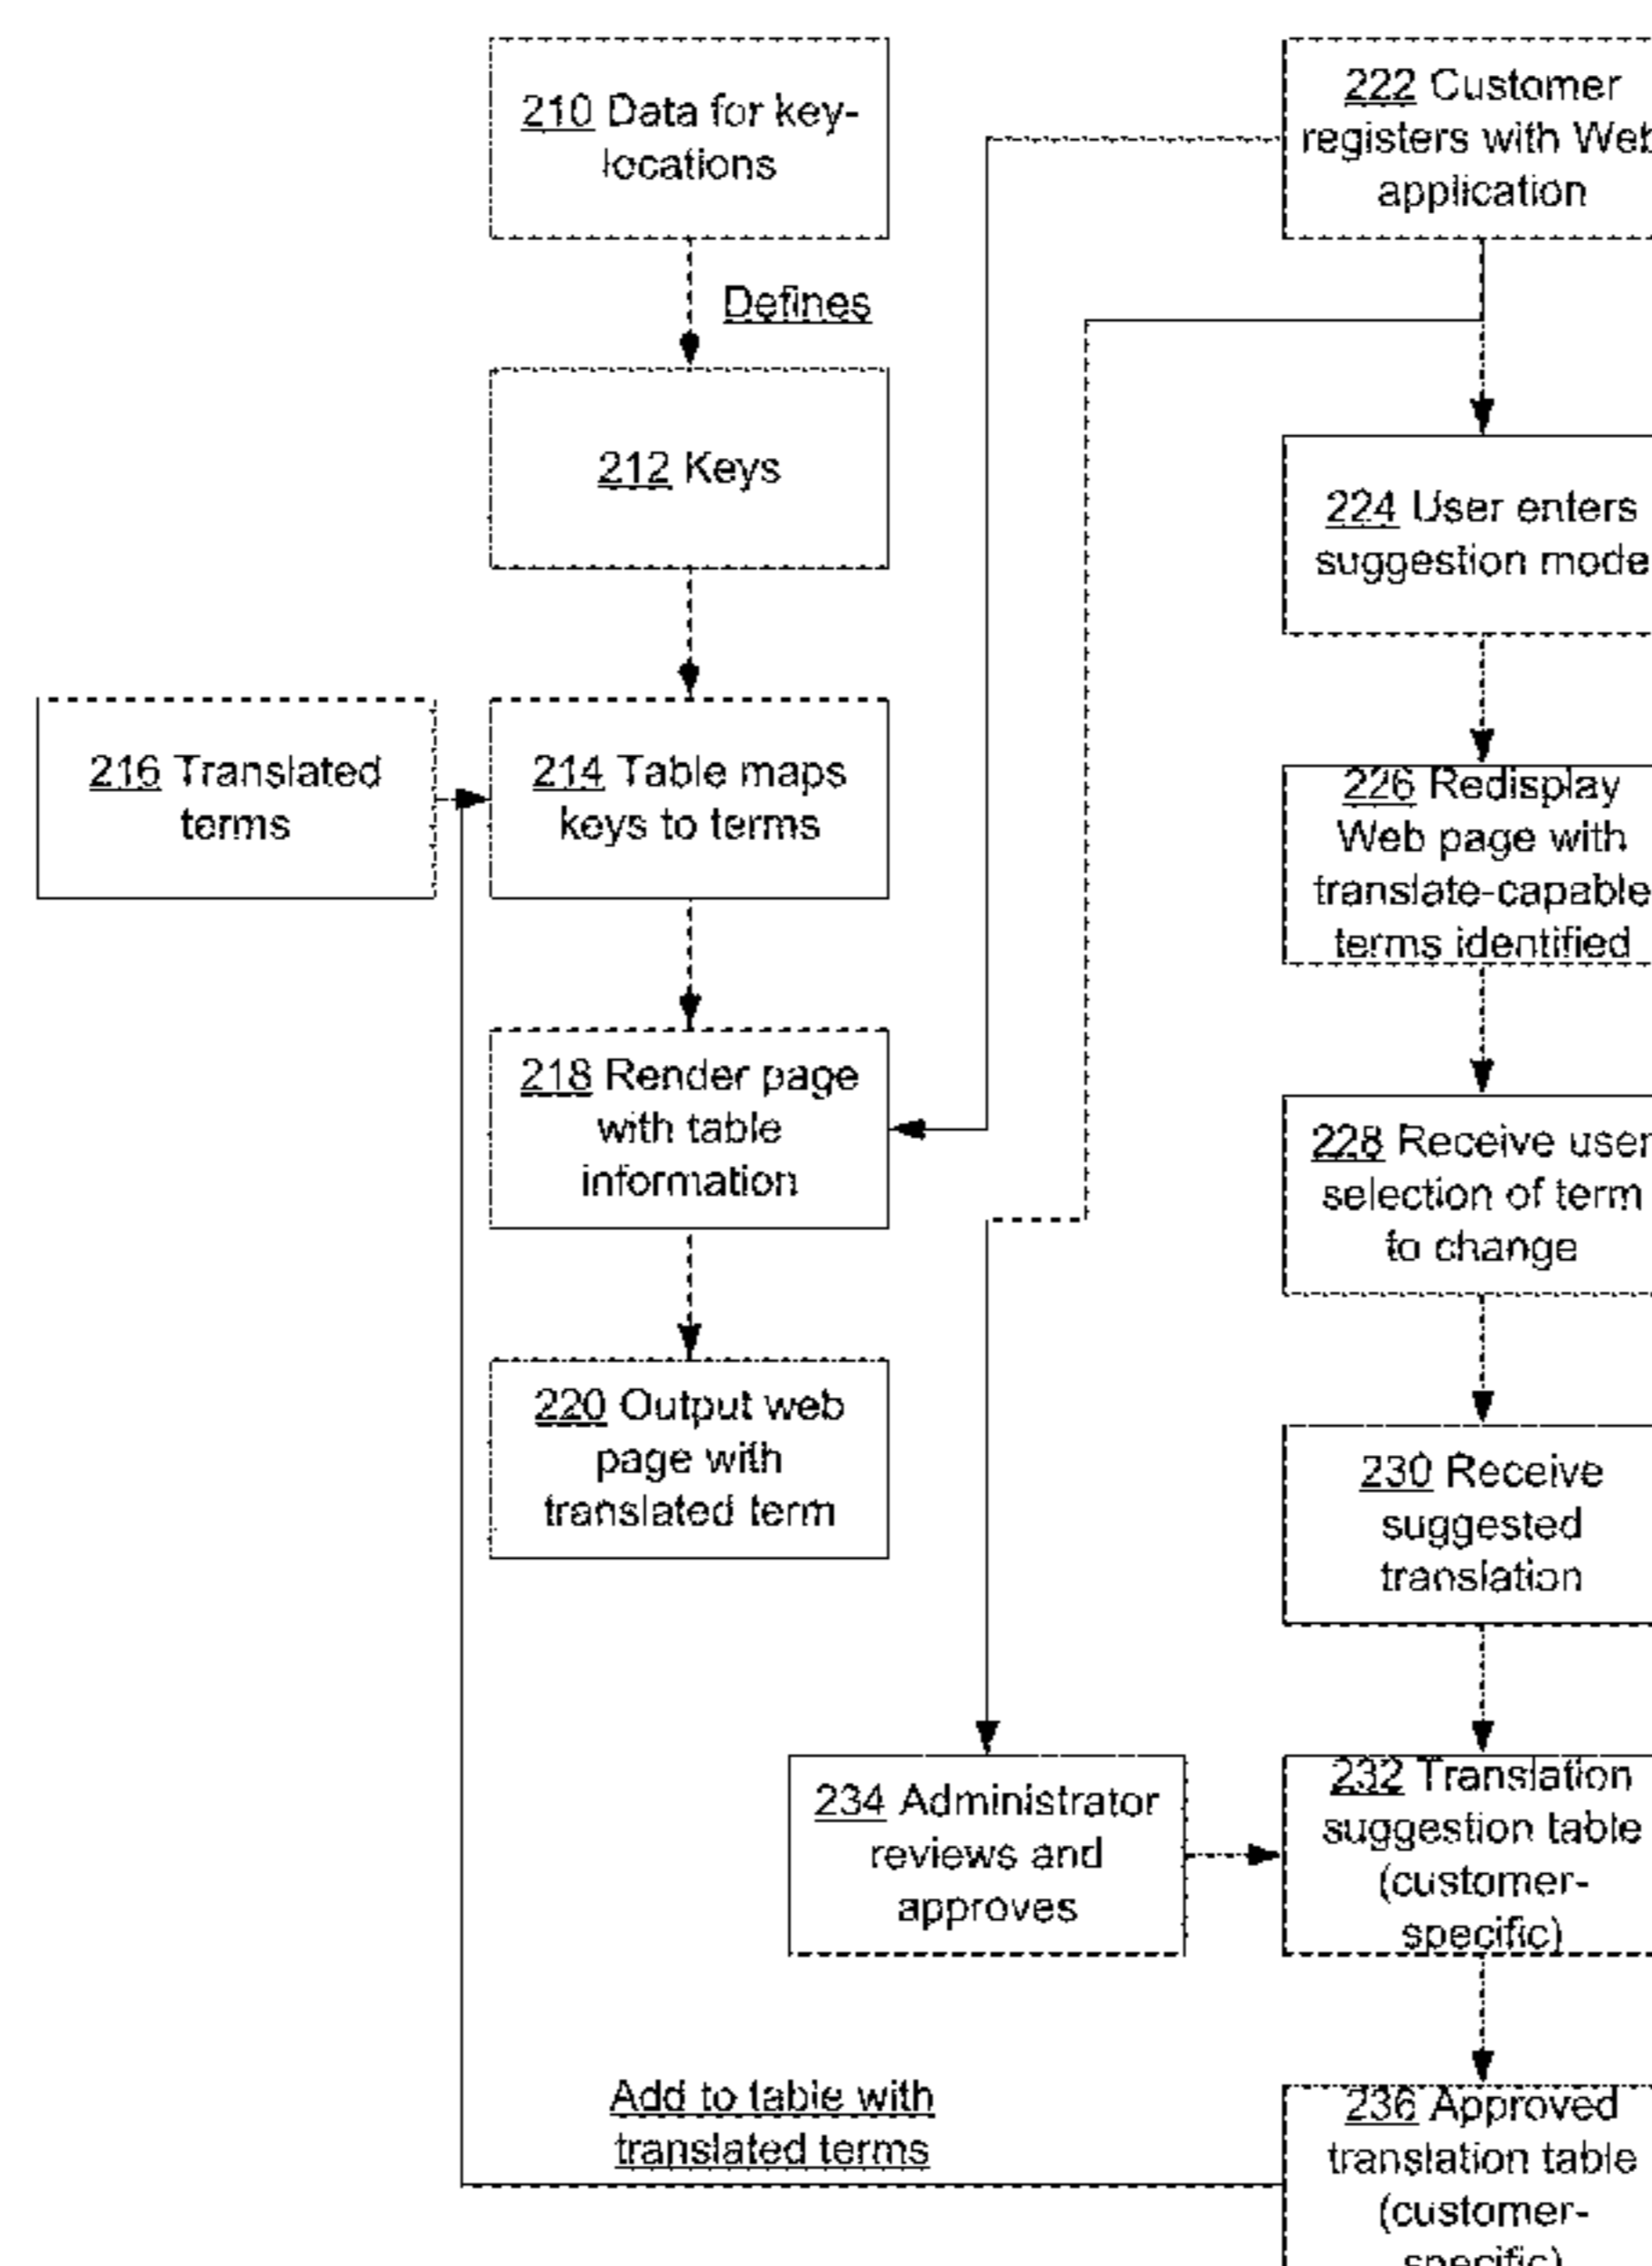 210 Data for key-
locations
Defines
212 Keys
216 Translated
terms
214 Table maps
keys to terms
218 Render page
with table
information
220 Output web
page with
translated term
222 Customer
registers with Web
application
224 User enters
suggestion mode
226 Redisplay
Web page with
translate-capable
terms identified
228 Receive user
selection of term
to change
230 Receive
suggested
translation
234 Administrator
reviews and
approves
232 Translation
suggestion table
(customer-
specific)
Add to table with
translated terms
236 Approved
translation table
(customer-
specific)